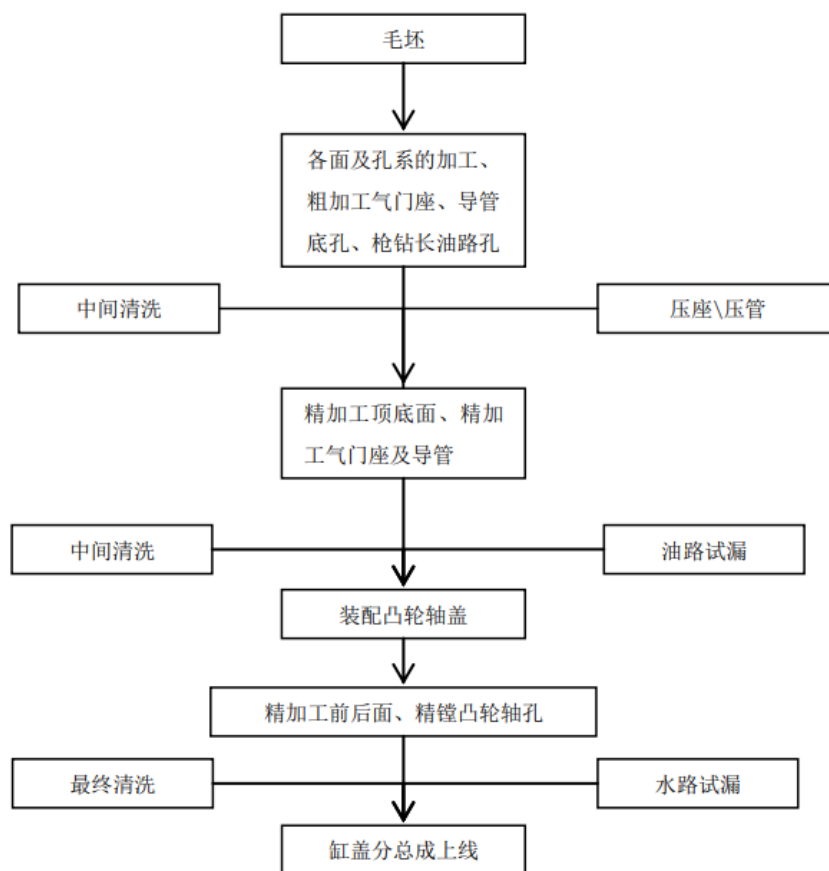 毛坯
各面及孔系的加工、
粗加工气门座、导管
底孔、枪钻长油路孔
中间清洗
压座\压管
精加工顶底面、精加
工气门座及导管
中间清洗
油路试漏
装配凸轮轴盖
精加工前后面、精镗凸轮轴孔
最终清洗
水路试漏
缸盖分总成上线